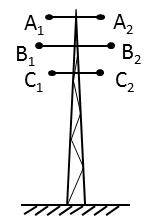 A₁ A₂
B₁ B₂
C₁ C₂